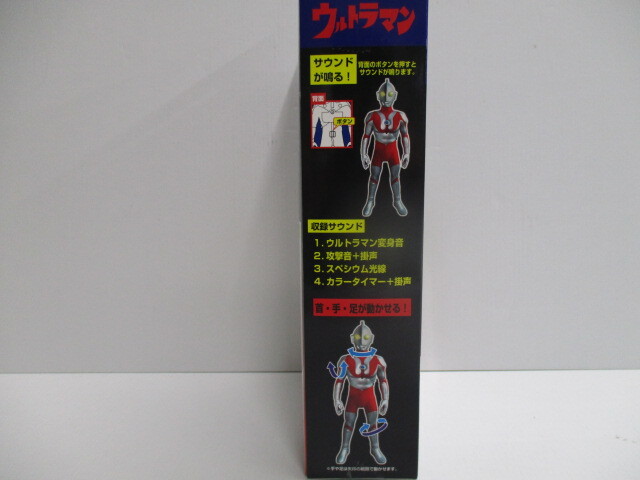 ウルトラマン
サウンド
が鳴る！
背面のボタンを押すと
サウンドが鳴ります。
背面
ボタン
収録サウンド
1．ウルトラマン変身音
2．攻撃音＋掛声
3．スペシウム光線
4．カラータイマー＋掛声
首・手・足が動かせる！